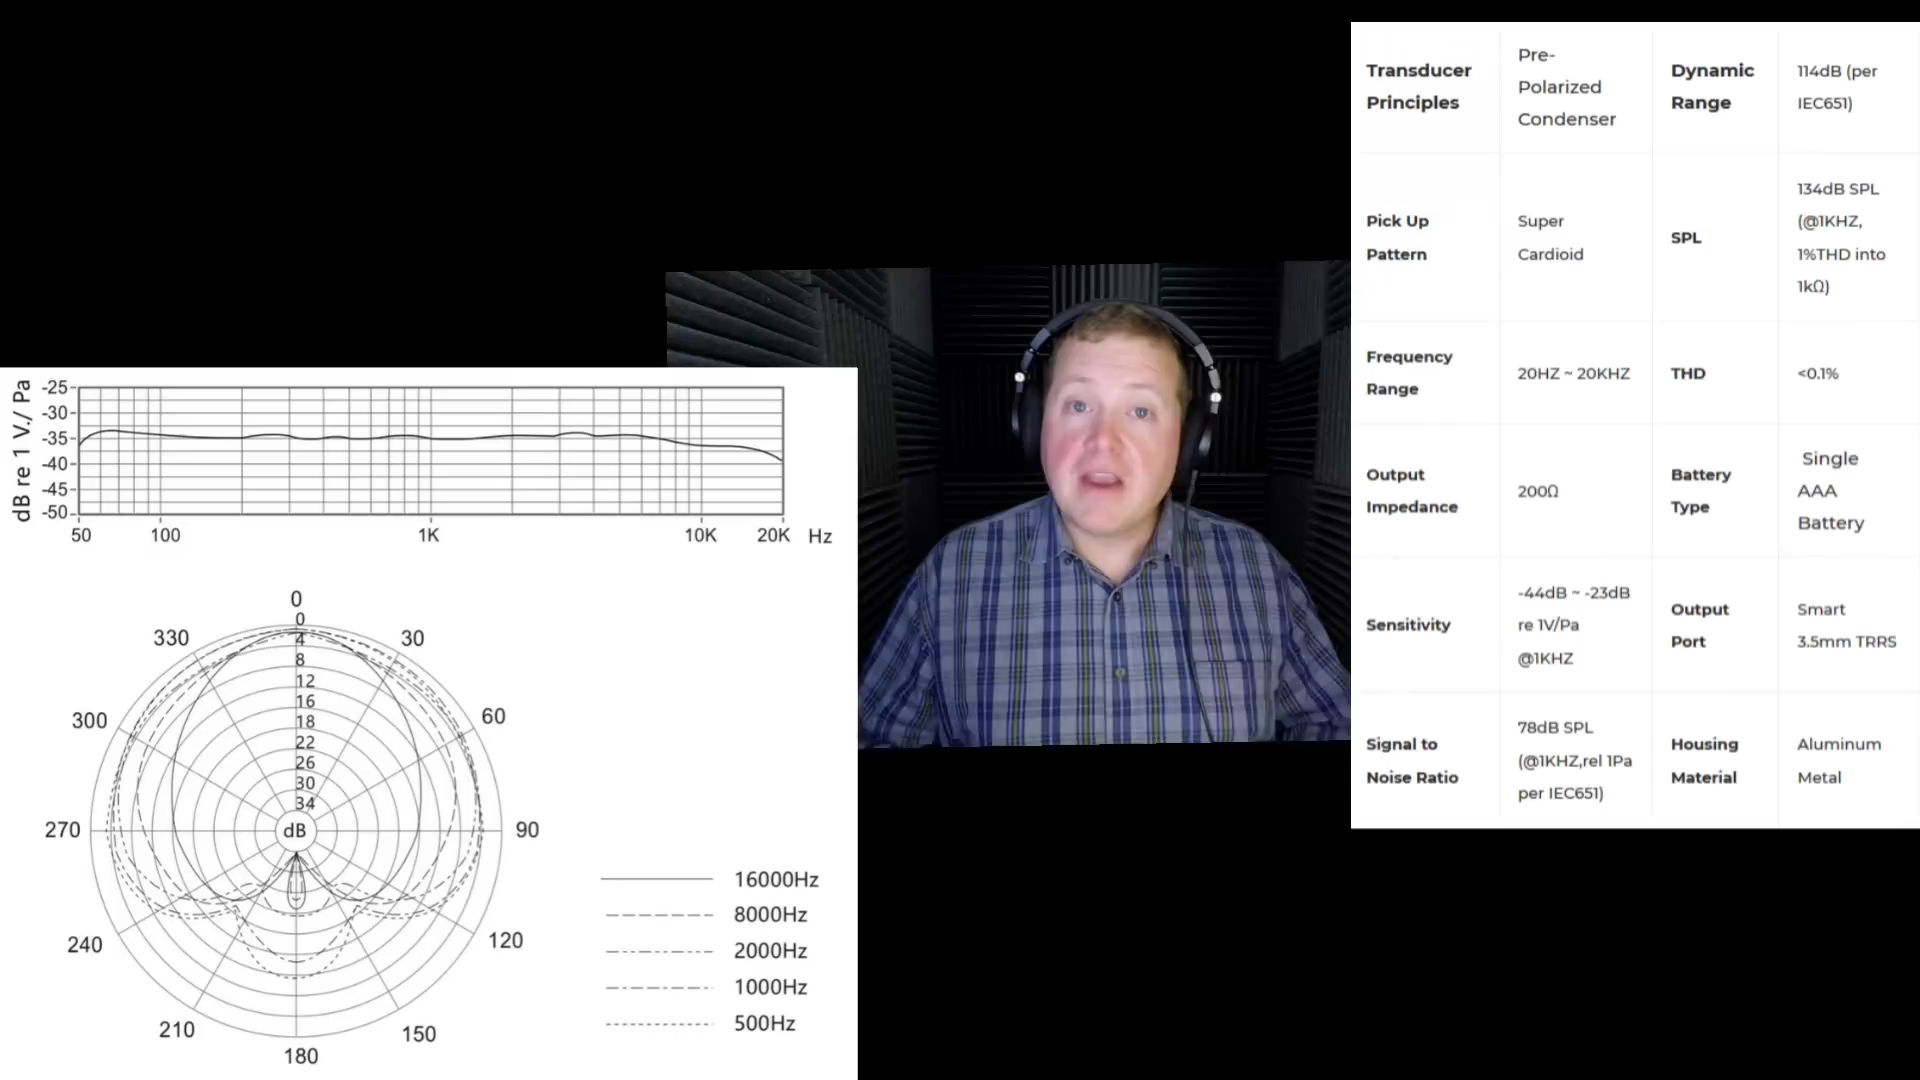 Transducer Principles
Pre-
Polarized
Condenser
Dynamic Range
114dB (per
IEC651)
Pick Up
Pattern
Super
Cardioid
SPL
134dB SPL
(@1KHZ,
1%THD into
1kΩ)
Frequency
Range
20HZ ~ 20KHZ
THD
<0.1%
Output
Impedance
200Ω
Battery
Type
Single
AAA
Battery
Sensitivity
-44dB ~ -23dB
re 1V/Pa
@1KHZ
Output
Port
Smart
3.5mm TRRS
Signal to
Noise Ratio
78dB SPL
(@1KHZ,rel 1Pa
per IEC651)
Housing
Material
Aluminum
Metal
dB re 1 V./ Pa
-25
-30
-35
-40
-45
-50
50 100 1K 10K 20K Hz
0
330 30
300 60
270 90
240 120
210 150
180
0
4
8
12
16
18
22
26
30
34
dB
16000Hz
8000Hz
2000Hz
1000Hz
500Hz